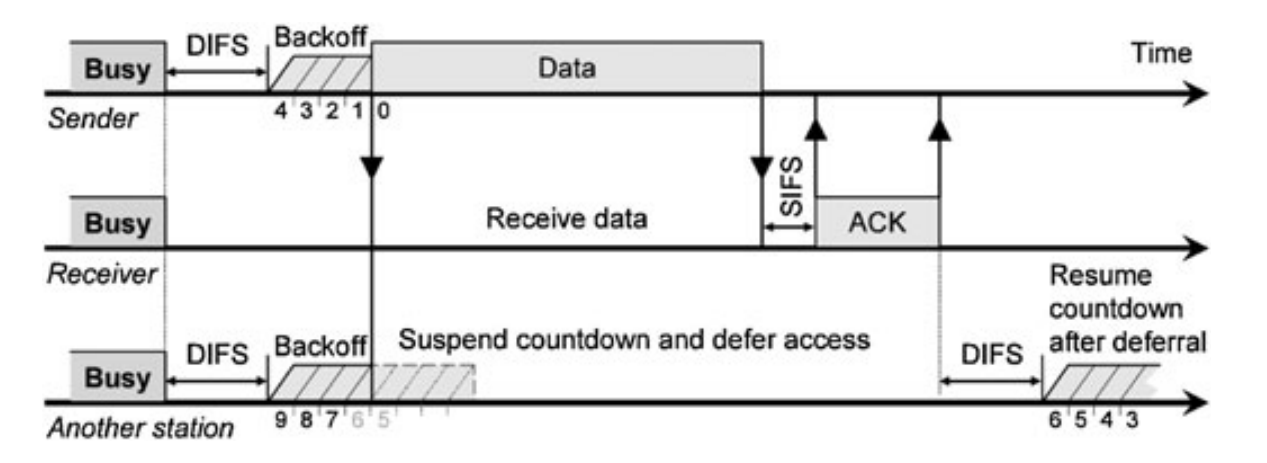 DIFS Backoff
Busy Data Time
4 3 2 1 0
Sender
SIFS
Busy Receive data ACK
Receiver
Resume
countdown
after deferral
DIFS Backoff Suspend countdown and defer access DIFS
Busy
9 8 7 6 5 6 5 4 3
Another station